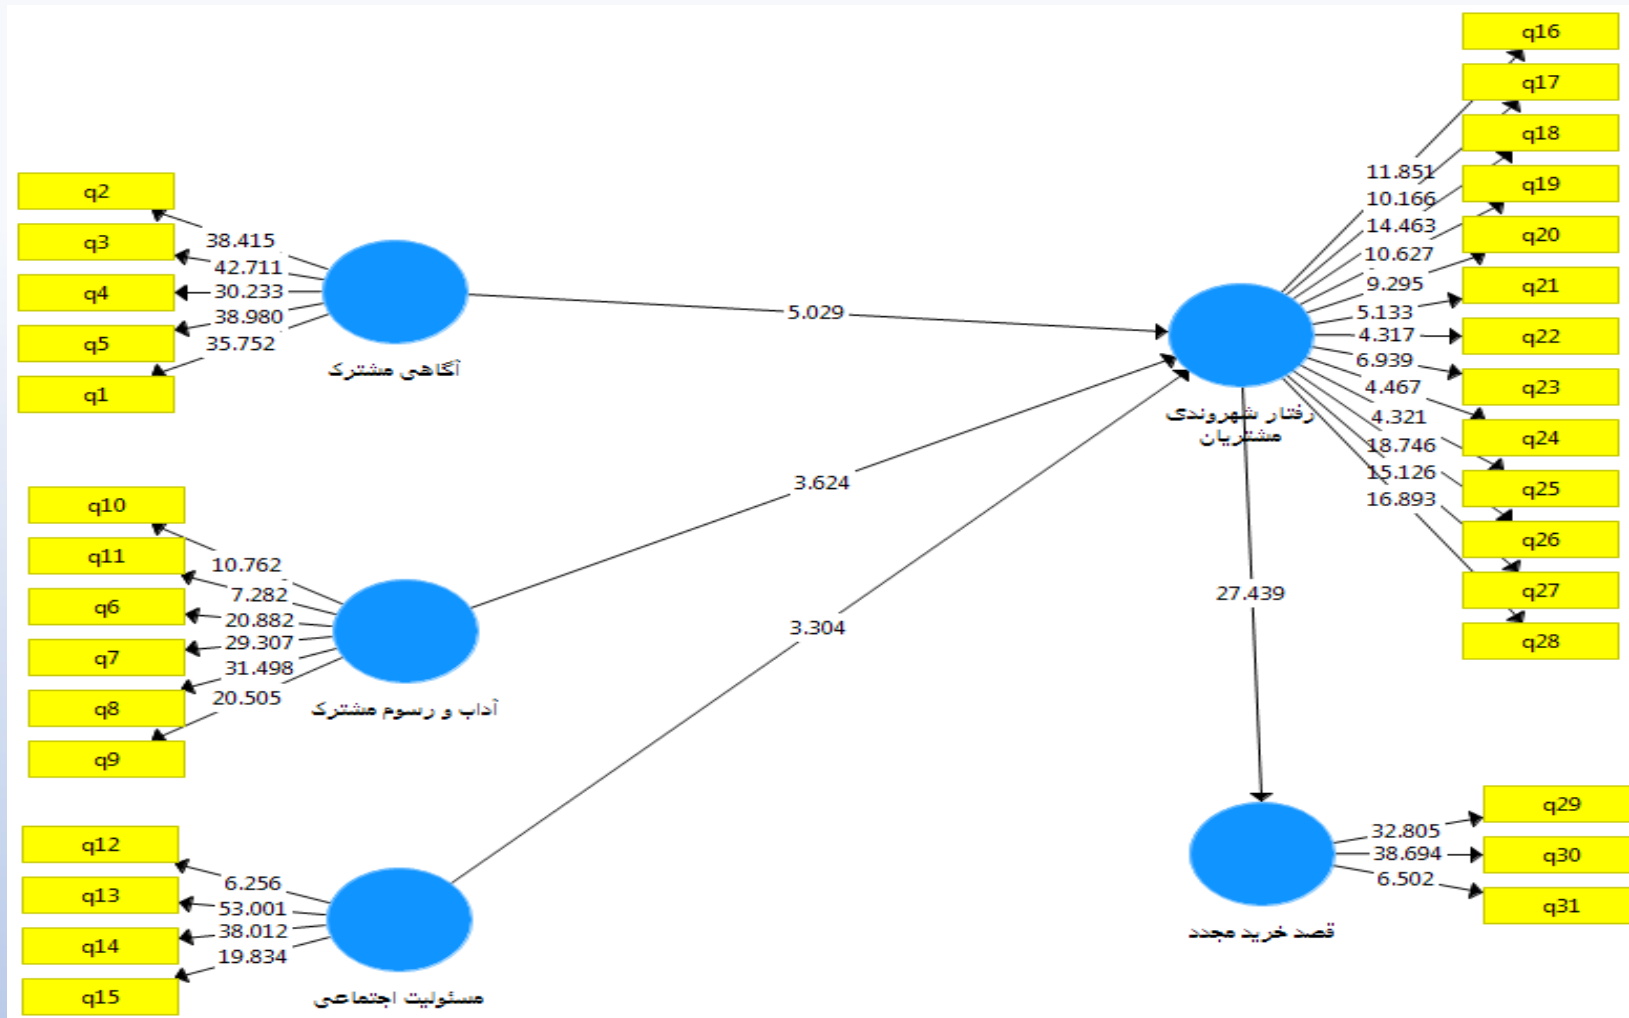 q2
q3
q4
q5
q1
38.415
42.711
30.233
38.980
35.752
آگاهی مشترک
q10
q11
q6
q7
q8
q9
10.762
7.282
20.882
29.307
31.498
20.505
آداب و رسوم مشترک
q12
q13
q14
q15
6.256
53.001
38.012
19.834
مسئولیت اجتماعی
5.029
3.624
3.304
رفتار شهروندی
مشتریان
27.439
11.851
10.166
14.463
10.627
9.295
5.133
4.317
6.939
4.467
4.321
18.746
15.126
16.893
q16
q17
q18
q19
q20
q21
q22
q23
q24
q25
q26
q27
q28
قصد خرید مجدد
32.805
38.694
6.502
q29
q30
q31